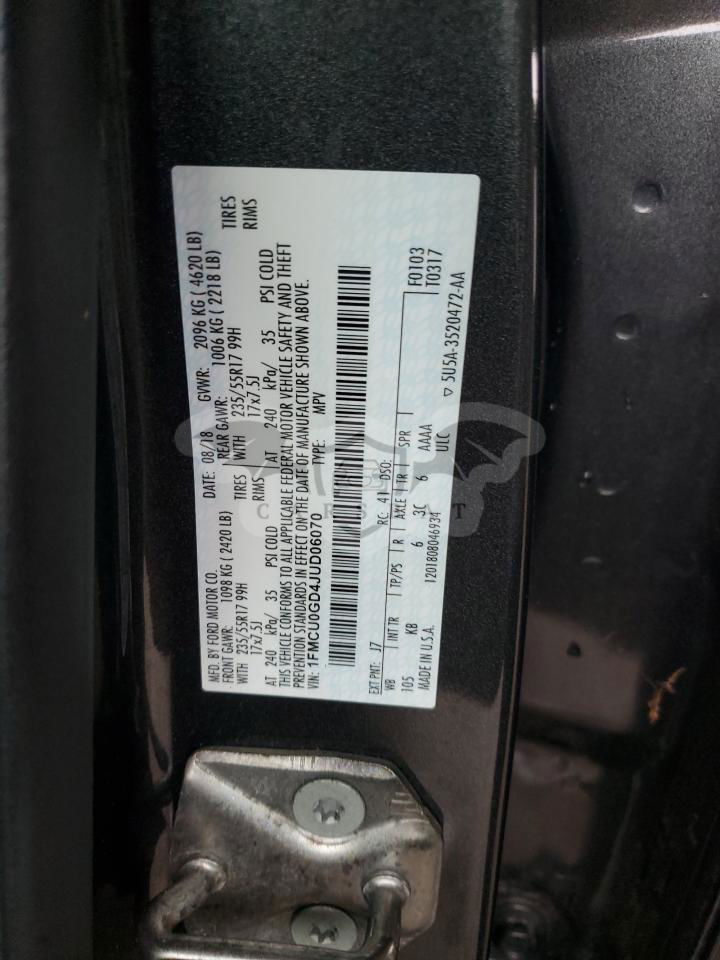 MFD. BY FORD MOTOR CO. DATE: 08/18 GVWR: 2096 KG ( 4620 LB)
FRONT GAWR: 1098 KG ( 2420 LB) REAR GAWR: 1006 KG ( 2218 LB)
WITH 235/55R17 99H TIRES WITH 235/55R17 99H TIRES
17x7.5J RIMS 17x7.5J RIMS
AT 240 kPa/ 35 PSI COLD AT 240 kPa/ 35 PSI COLD
THIS VEHICLE CONFORMS TO ALL APPLICABLE FEDERAL MOTOR VEHICLE SAFETY AND THEFT
PREVENTION STANDARDS IN EFFECT ON THE DATE OF MANUFACTURE SHOWN ABOVE.
VIN: 1FMCU0GD4JUD06070 TYPE: MPV
EXT PNT: J7 RC: 41 DSO: F0103
WB INT TR TP/PS R AXLE TR SPR T0317
105 KB 6 3C 6 AAAA
MADE IN U.S.A. 1201808046934 ULC ▽ 5U5A-3520472-AA